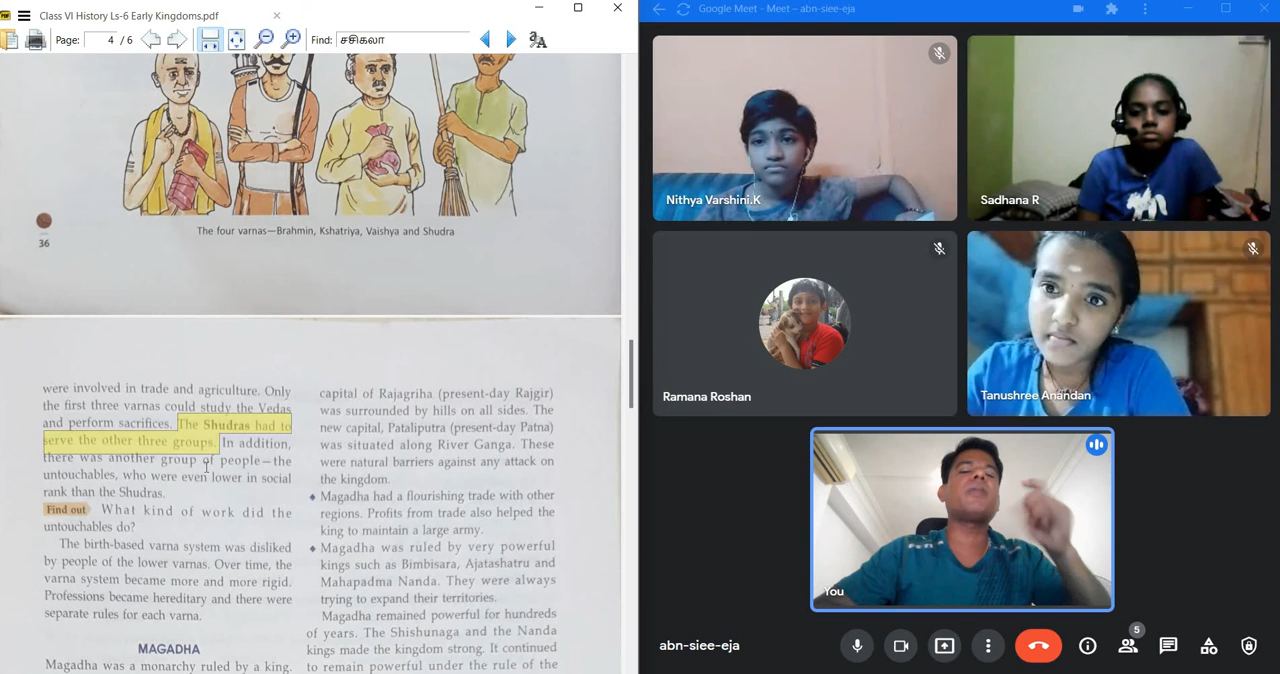 Class VI History Ls-6 Early Kingdoms.pdf
Page: 4 / 6
Find:
The four varnas—Brahmin, Kshatriya, Vaishya and Shudra
36
were involved in trade and agriculture. Only
the first three varnas could study the Vedas
and perform sacrifices. The Shudras had to
serve the other three groups. In addition,
there was another group of people—the
untouchables, who were even lower in social
rank than the Shudras.
Find out What kind of work did the
untouchables do?
The birth-based varna system was disliked
by people of the lower varnas. Over time, the
varna system became more and more rigid.
Professions became hereditary and there were
separate rules for each varna.
MAGADHA
Magadha was a monarchy ruled by a king.
capital of Rajagriha (present-day Rajgir)
was surrounded by hills on all sides. The
new capital, Pataliputra (present-day Patna)
was situated along River Ganga. These
were natural barriers against any attack on
the kingdom.
Magadha had a flourishing trade with other
regions. Profits from trade also helped the
king to maintain a large army.
Magadha was ruled by very powerful
kings such as Bimbisara, Ajatashatru and
Mahapadma Nanda. They were always
trying to expand their territories.
Magadha remained powerful for hundreds
of years. The Shishunaga and the Nanda
kings made the kingdom strong. It continued
to remain powerful under the rule of the
Google Meet - Meet – abn-siee-eja
Nithya Varshini.K
Sadhana R
Ramana Roshan
Tanushree Anandan
You
abn-siee-eja
5